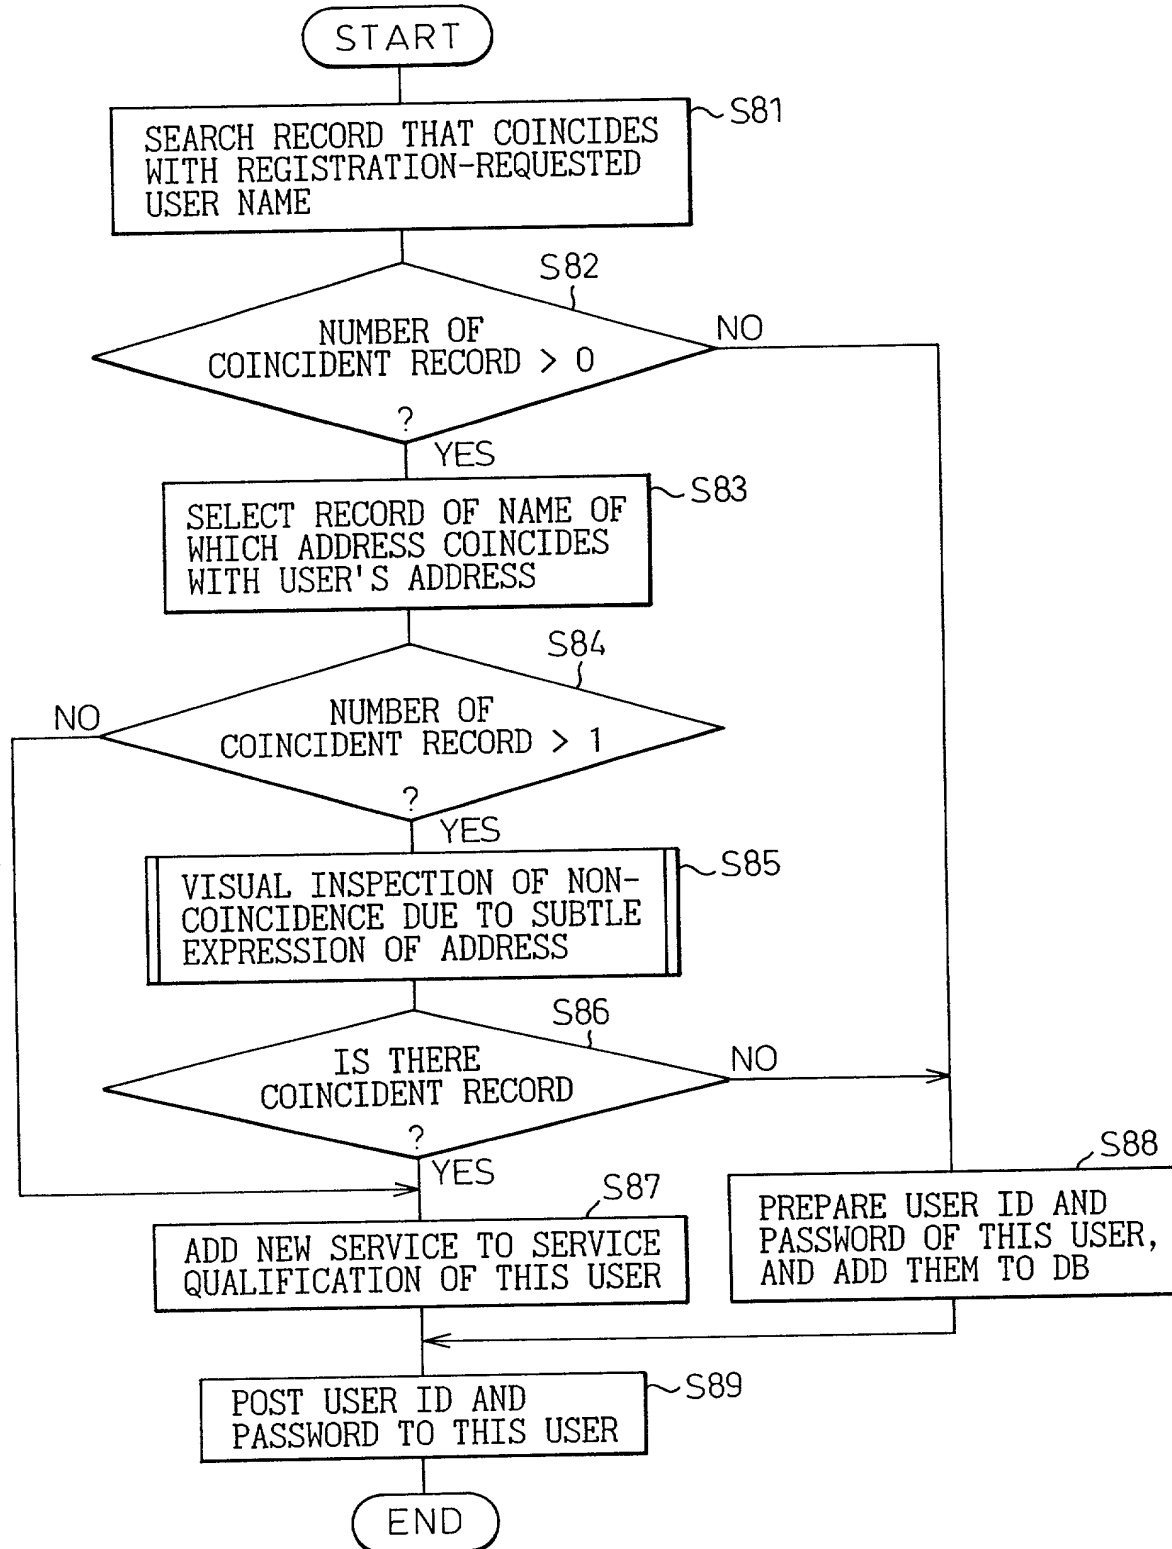 START
S81
SEARCH RECORD THAT COINCIDES
WITH REGISTRATION-REQUESTED
USER NAME
S82
NUMBER OF
COINCIDENT RECORD > 0
?
NO
YES
S83
SELECT RECORD OF NAME OF
WHICH ADDRESS COINCIDES
WITH USER'S ADDRESS
S84
NUMBER OF
COINCIDENT RECORD > 1
?
NO
YES
S85
VISUAL INSPECTION OF NON-
COINCIDENCE DUE TO SUBTLE
EXPRESSION OF ADDRESS
S86
IS THERE
COINCIDENT RECORD
?
NO
YES
S87
ADD NEW SERVICE TO SERVICE
QUALIFICATION OF THIS USER
S88
PREPARE USER ID AND
PASSWORD OF THIS USER,
AND ADD THEM TO DB
S89
POST USER ID AND
PASSWORD TO THIS USER
END